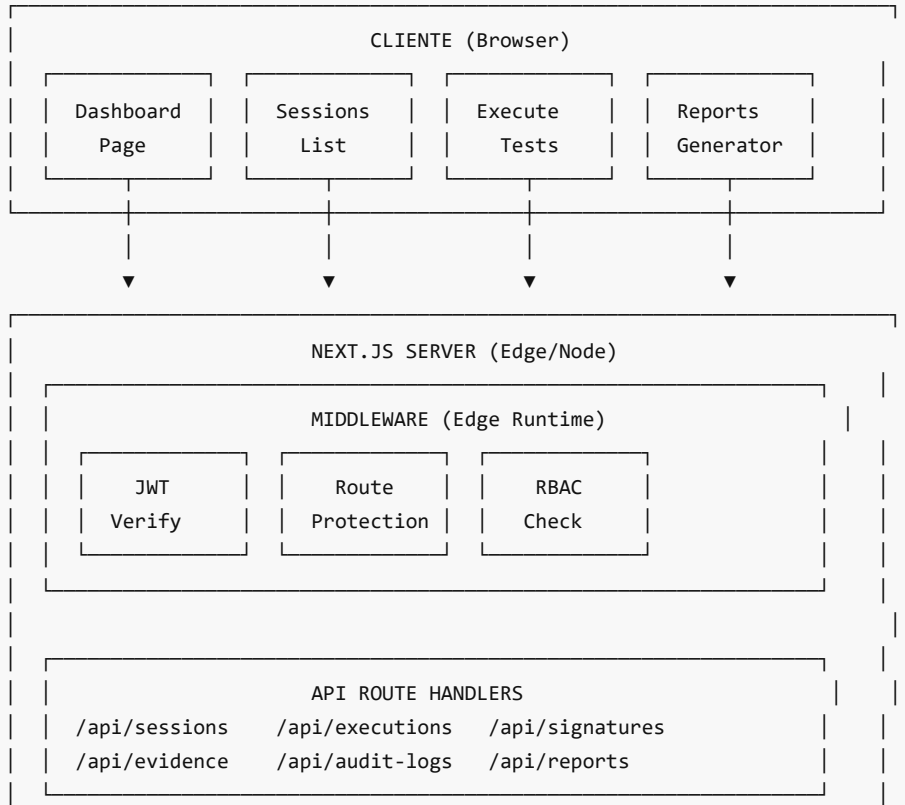 CLIENTE (Browser)
Dashboard Sessions Execute Reports
Page List Tests Generator
NEXT.JS SERVER (Edge/Node)
MIDDLEWARE (Edge Runtime)
JWT Route RBAC
Verify Protection Check
API ROUTE HANDLERS
/api/sessions /api/executions /api/signatures
/api/evidence /api/audit-logs /api/reports